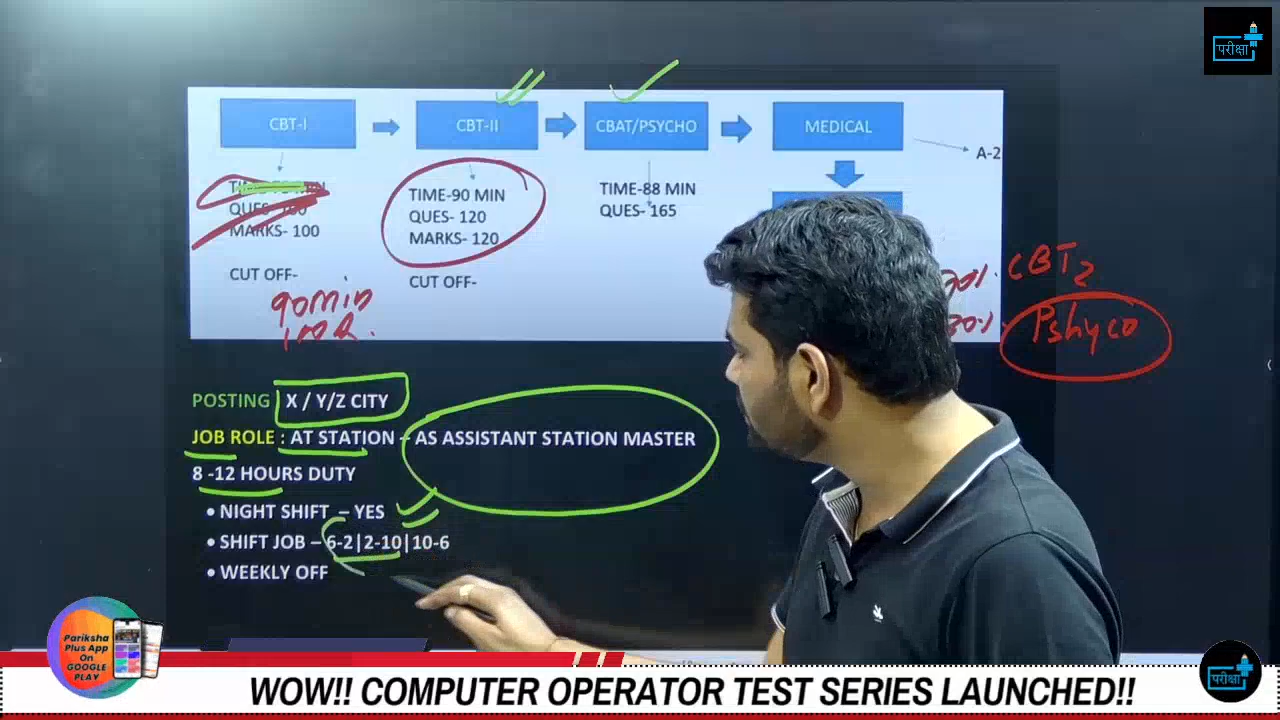 परीक्षा
CBT-I
CBT-II
CBAT/PSYCHO
MEDICAL
A-2
QUES-
MARKS- 100
CUT OFF-
90min
100Q.
TIME-90 MIN
QUES- 120
MARKS- 120
CUT OFF-
TIME-88 MIN
QUES- 165
CBT2
30%. Pshyco
POSTING X / Y/Z CITY
JOB ROLE : AT STATION – AS ASSISTANT STATION MASTER
8 -12 HOURS DUTY
• NIGHT SHIFT – YES
• SHIFT JOB – 6-2|2-10|10-6
• WEEKLY OFF
Pariksha
Plus App
On
GOOGLE
PLAY
WOW!! COMPUTER OPERATOR TEST SERIES LAUNCHED!!
परीक्षा